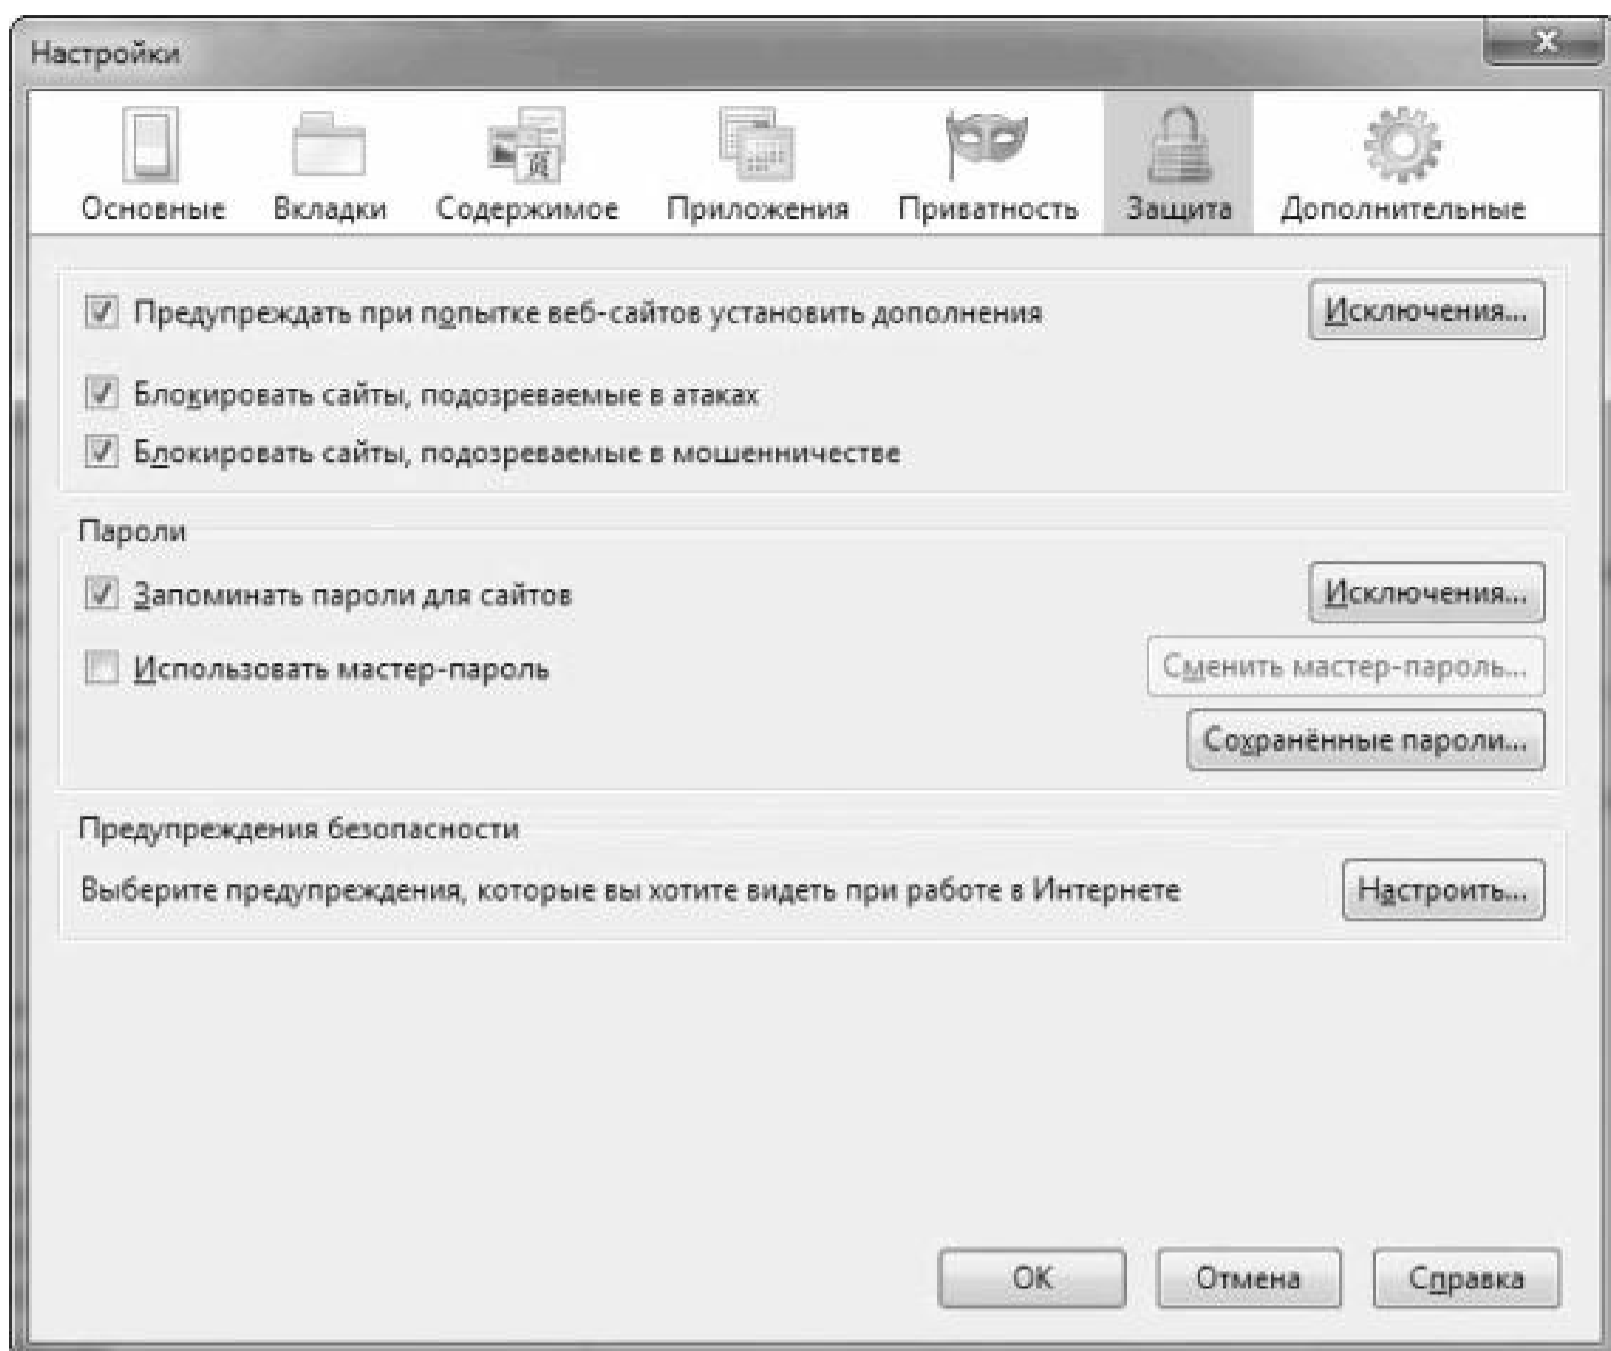 Настройки
Основные Вкладки Содержимое Приложения Приватность Защита Дополнительные
Предупреждать при попытке веб-сайтов установить дополнения Исключения...
Блокировать сайты, подозреваемые в атаках
Блокировать сайты, подозреваемые в мошенничестве
Пароли
Запоминать пароли для сайтов Исключения...
Использовать мастер-пароль Сменить мастер-пароль...
Сохранённые пароли...
Предупреждения безопасности
Выберите предупреждения, которые вы хотите видеть при работе в Интернете Настроить...
ОК Отмена Справка